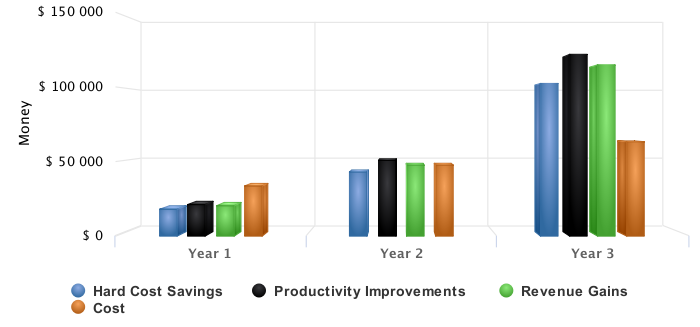 $ 150 000
$ 100 000
$ 50 000
$ 0
Money
Year 1
Year 2
Year 3
Hard Cost Savings
Productivity Improvements
Revenue Gains
Cost